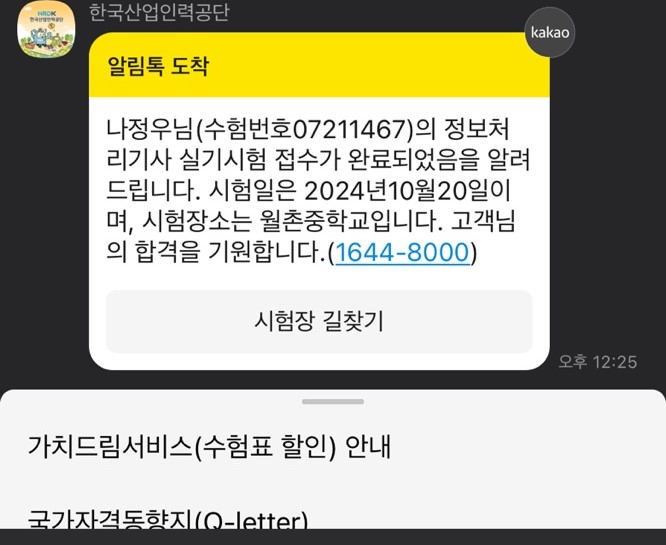 HRDK
한국산업인력공단
한국산업인력공단
kakao
알림톡 도착
나정우님(수험번호07211467)의 정보처
리기사 실기시험 접수가 완료되었음을 알려
드립니다. 시험일은 2024년10월20일이
며, 시험장소는 월촌중학교입니다. 고객님
의 합격을 기원합니다.(1644-8000)
시험장 길찾기
오후 12:25
가치드림서비스(수험표 할인) 안내
국가자격동향지(Q-letter)